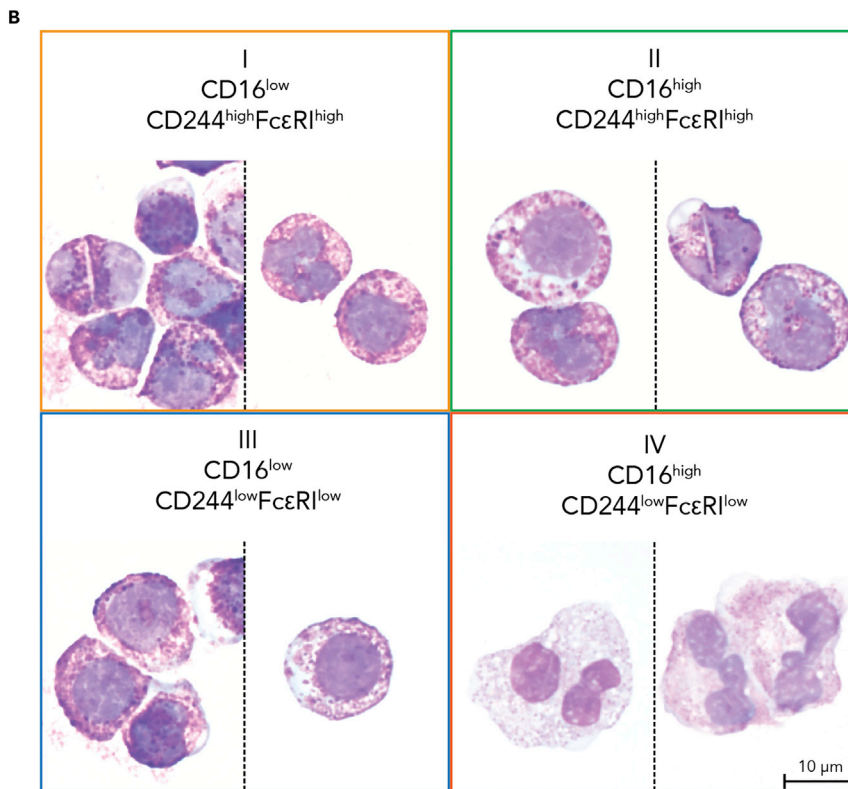 B
I
CD16low
CD244highFcεRIhigh
II
CD16high
CD244highFcεRIhigh
III
CD16low
CD244lowFcεRIlow
IV
CD16high
CD244lowFcεRIlow
10 μm